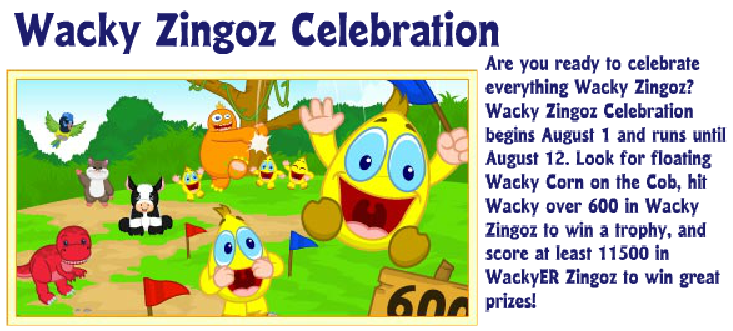 Wacky Zingoz Celebration
Are you ready to celebrate
everything Wacky Zingoz?
Wacky Zingoz Celebration
begins August 1 and runs until
August 12. Look for floating
Wacky Corn on the Cob, hit
Wacky over 600 in Wacky
Zingoz to win a trophy, and
score at least 11500 in
WackyER Zingoz to win great
prizes!
600